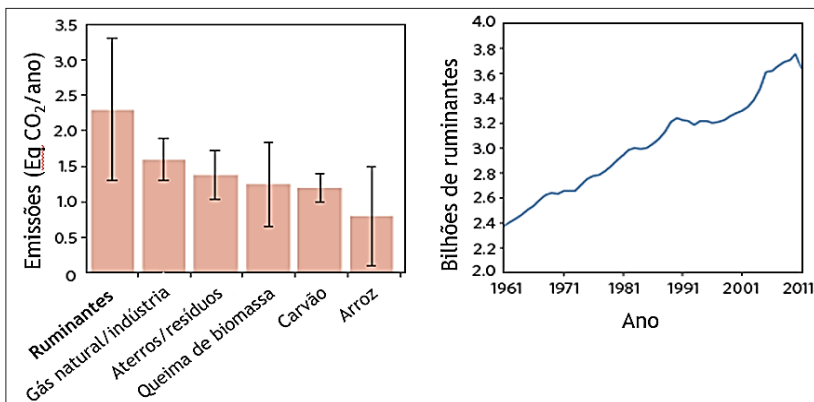 Emissões (Eq CO₂/ano)
3.5
3.0
2.5
2.0
1.5
1.0
0.5
0
Ruminantes
Gás natural/indústria
Aterros/resíduos
Queima de biomassa
Carvão
Arroz
Bilhões de ruminantes
4.0
3.8
3.6
3.4
3.2
3.0
2.8
2.6
2.4
2.2
2.0
1961 1971 1981 1991 2001 2011
Ano